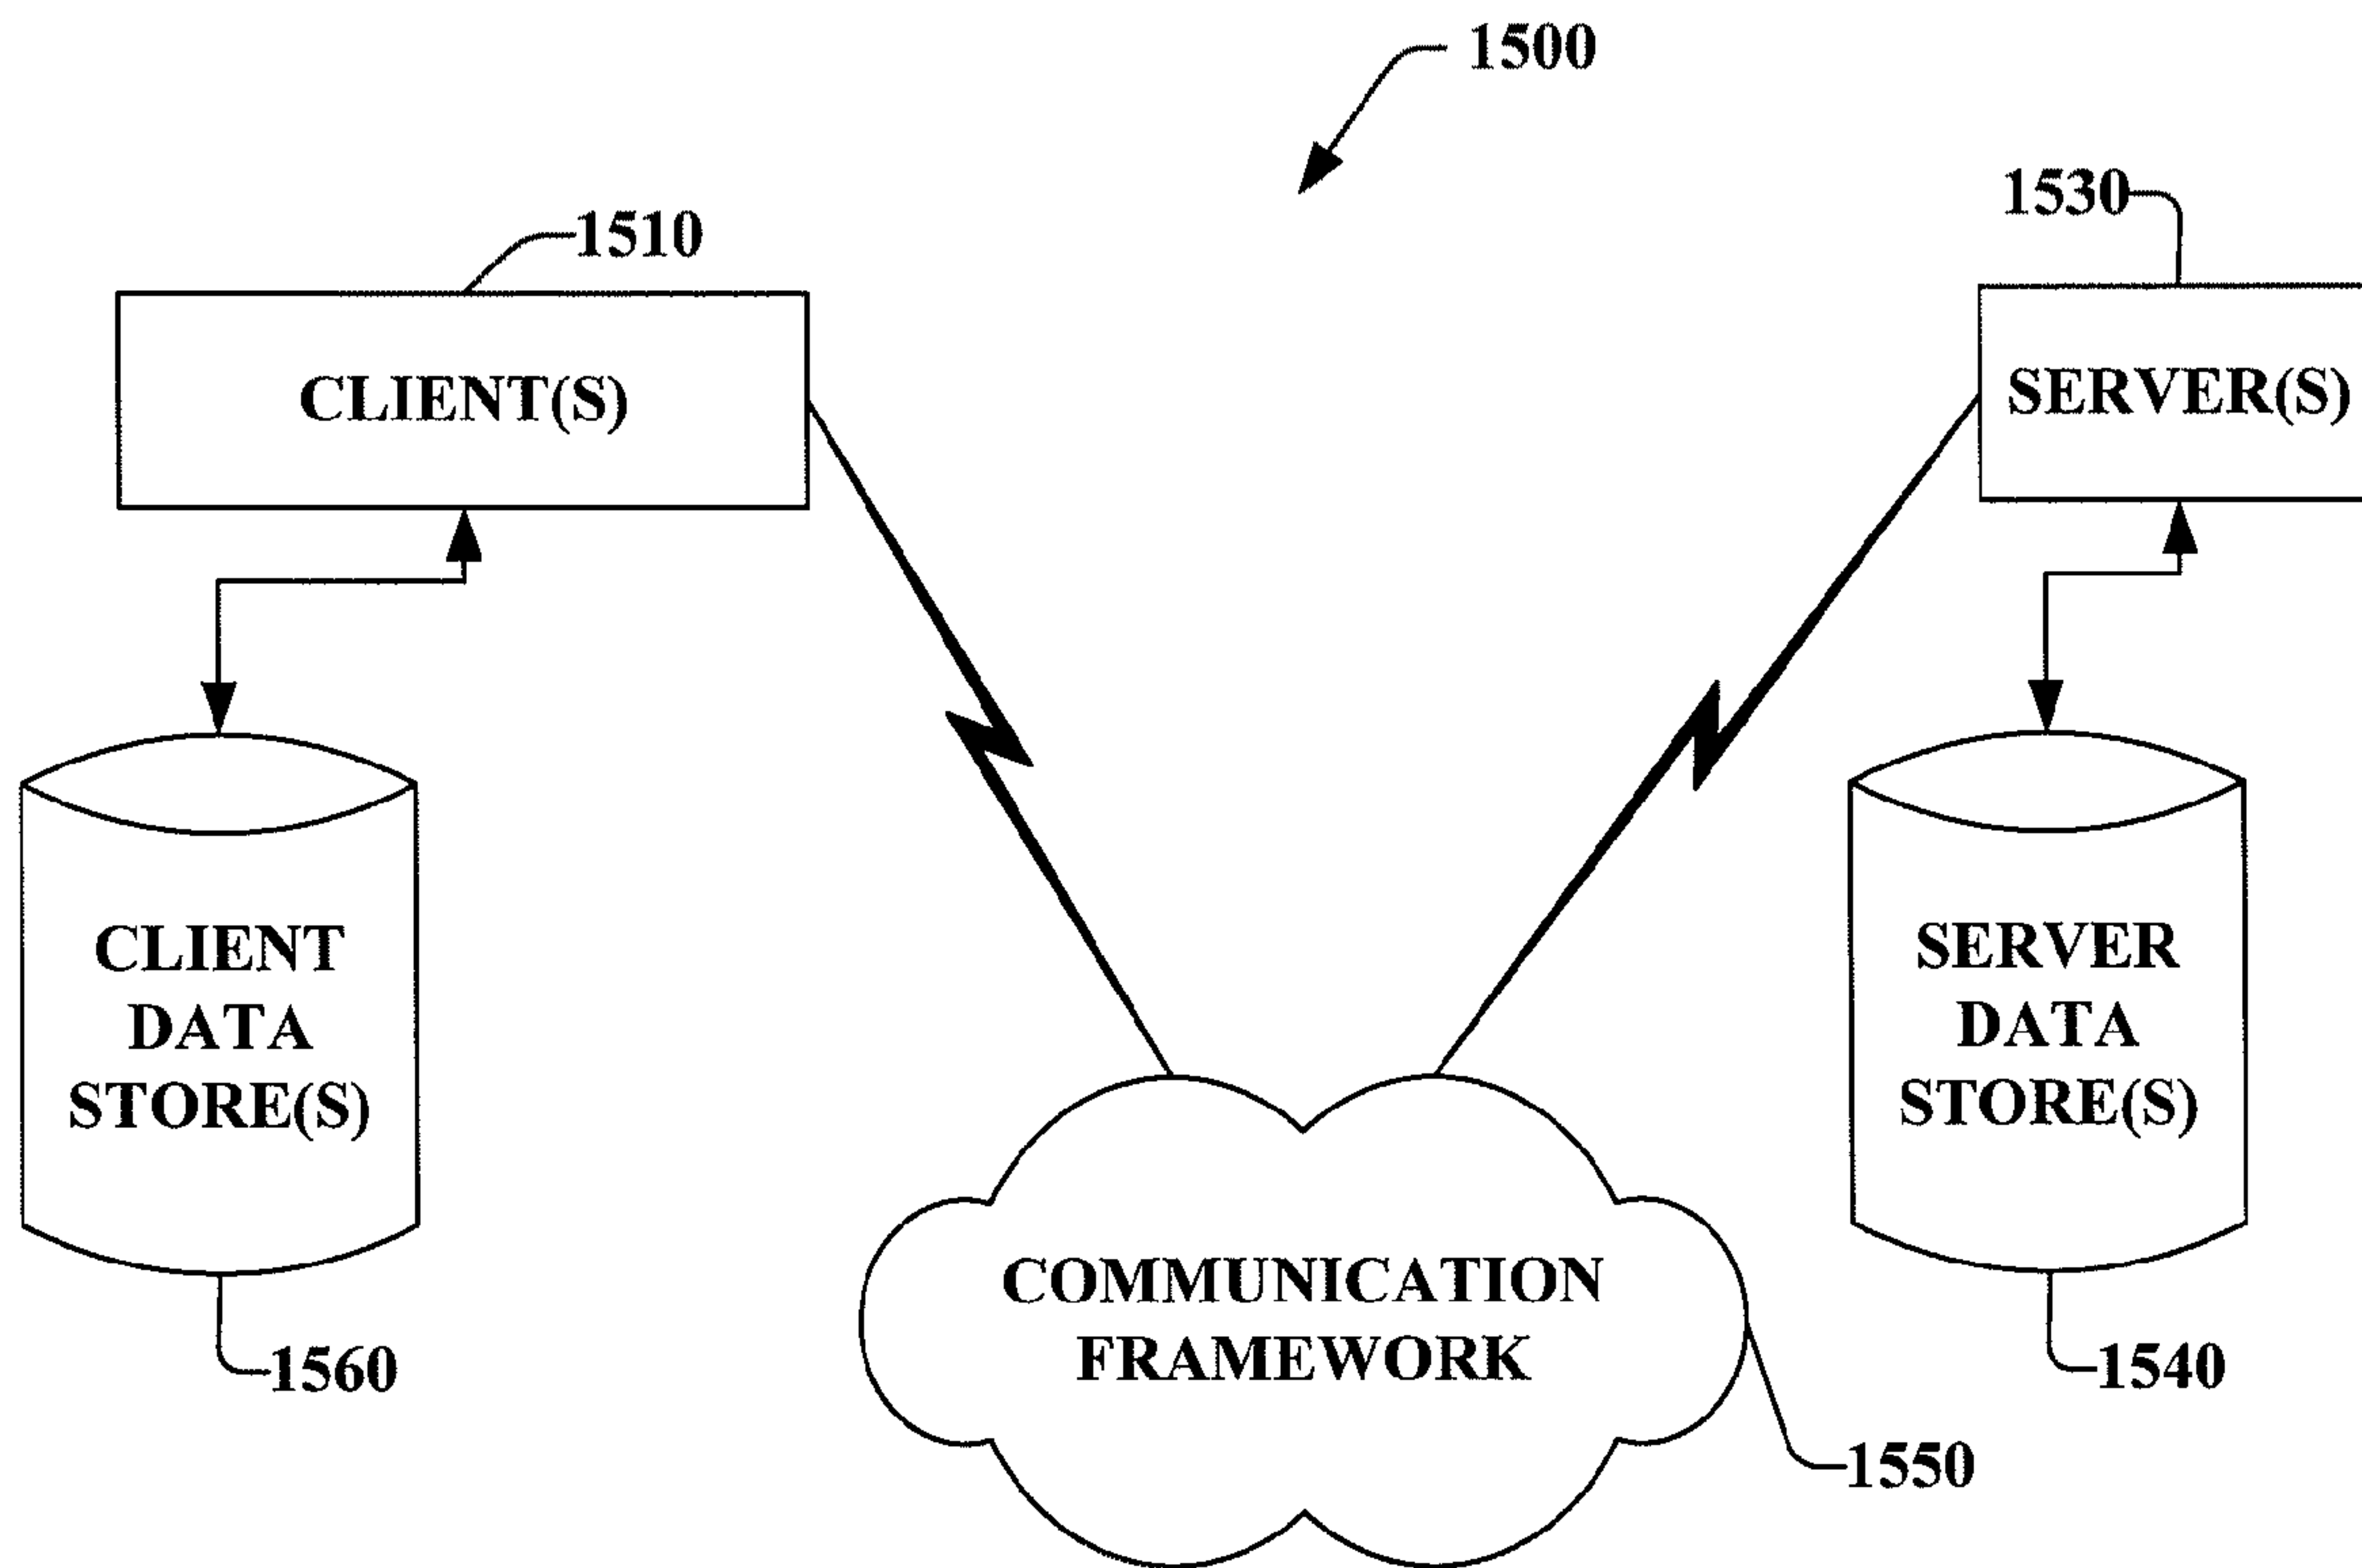 1500
1530
1510
CLIENT(S)
SERVER(S)
CLIENT
DATA
STORE(S)
SERVER
DATA
STORE(S)
COMMUNICATION
FRAMEWORK
1560
1540
1550